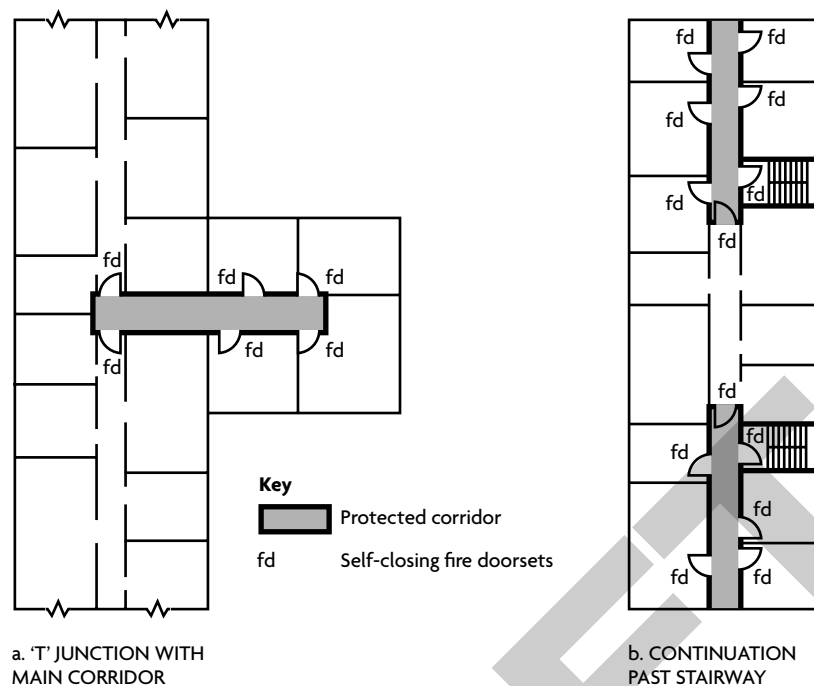 fd
fd fd
fd
fd fd
Key
Protected corridor
fd Self-closing fire doorsets
a. ‘T’ JUNCTION WITH
MAIN CORRIDOR
fd fd
fd
fd
fd
fd
fd
fd
fd
fd
fd
fd fd
b. CONTINUATION
PAST STAIRWAY